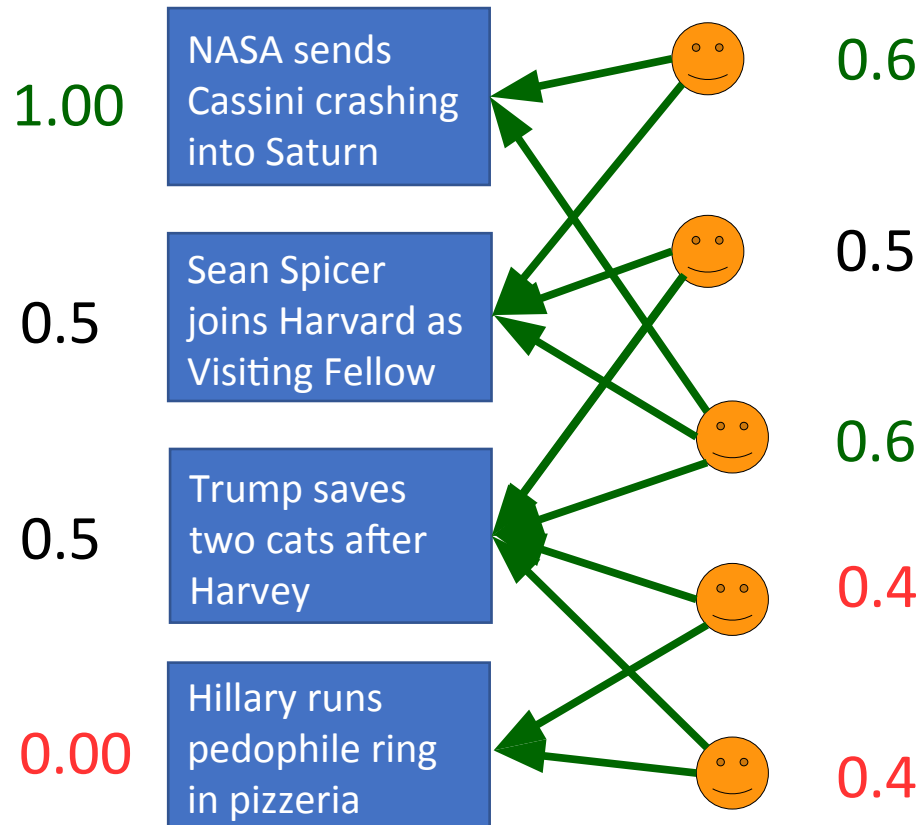 1.00
NASA sends
Cassini crashing
into Saturn
0.6
0.5
Sean Spicer
joins Harvard as
Visiting Fellow
0.5
0.5
Trump saves
two cats after
Harvey
0.6
0.4
0.00
Hillary runs
pedophile ring
in pizzeria
0.4